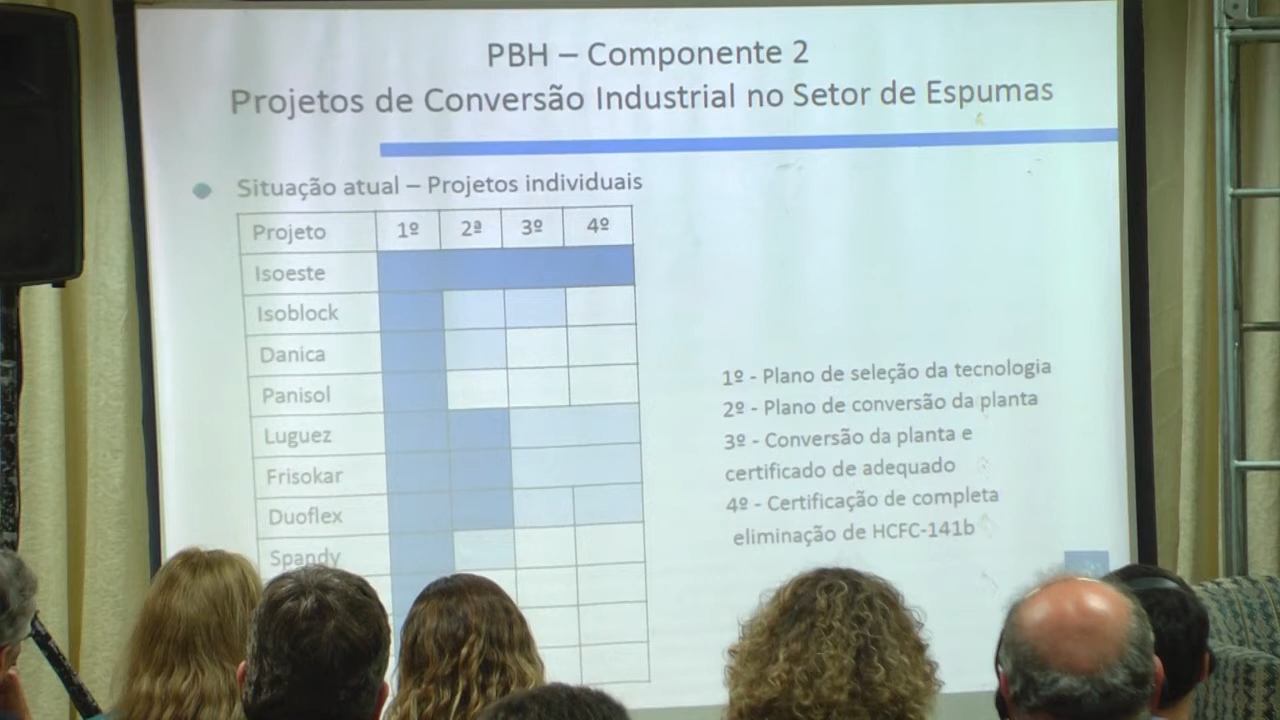 PBH – Componente 2
Projetos de Conversão Industrial no Setor de Espumas
Situação atual – Projetos individuais
Projeto 1º 2ª 3º 4º
Isoeste
Isoblock
Danica
Panisol
Luguez
Frisokar
Duoflex
Spandy
1º - Plano de seleção da tecnologia
2º - Plano de conversão da planta
3º - Conversão da planta e
certificado de adequado
4º - Certificação de completa
eliminação de HCFC-141b